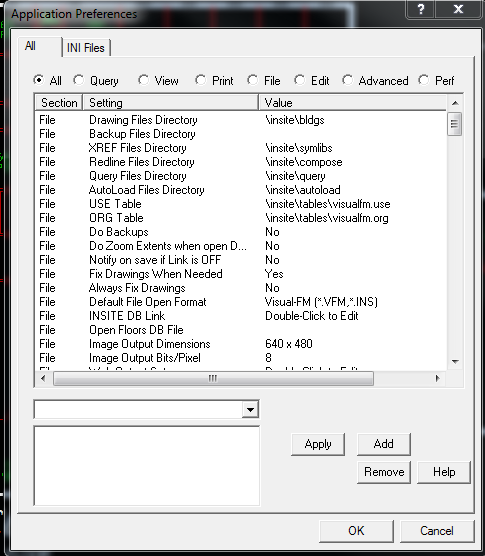 Application Preferences
All INI Files
All Query View Print File Edit Advanced Perf
Section Setting Value
File Drawing Files Directory \insite\bldgs
File Backup Files Directory
File XREF Files Directory \insite\symlibs
File Redline Files Directory \insite\compose
File Query Files Directory \insite\query
File AutoLoad Files Directory \insite\autoload
File USE Table \insite\tables\visualfm.use
File ORG Table \insite\tables\visualfm.org
File Do Backups No
File Do Zoom Extents when open D... No
File Notify on save if Link is OFF No
File Fix Drawings When Needed Yes
File Always Fix Drawings No
File Default File Open Format Visual-FM (*.VFM,*.INS)
File INSITE DB Link Double-Click to Edit
File Open Floors DB File
File Image Output Dimensions 640 x 480
File Image Output Bits/Pixel 8
Apply Add
Remove Help
OK Cancel